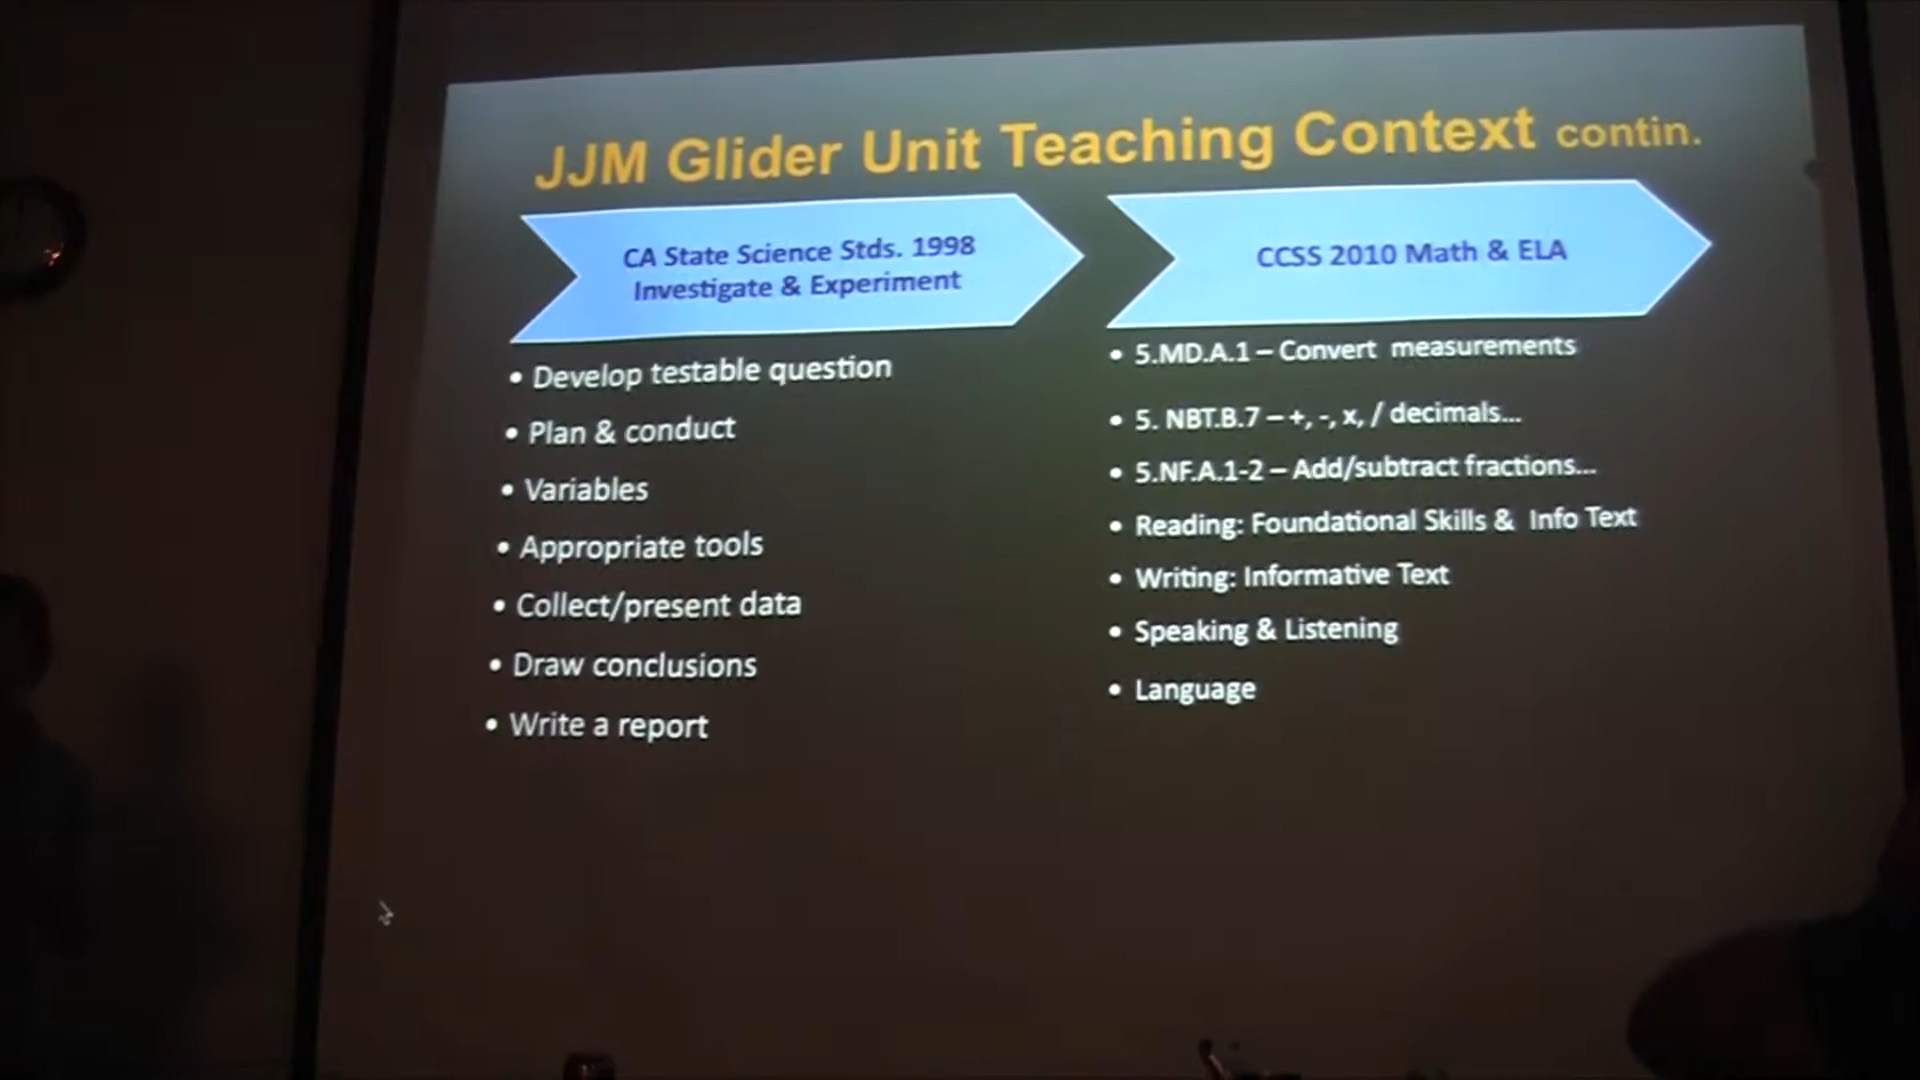 JJM Glider Unit Teaching Context contin.
CA State Science Stds. 1998
Investigate & Experiment
• Develop testable question
• Plan & conduct
• Variables
• Appropriate tools
• Collect/present data
• Draw conclusions
• Write a report
CCSS 2010 Math & ELA
• 5.MD.A.1 – Convert measurements
• 5. NBT.B.7 – +, -, x, / decimals...
• 5.NF.A.1-2 – Add/subtract fractions...
• Reading: Foundational Skills & Info Text
• Writing: Informative Text
• Speaking & Listening
• Language